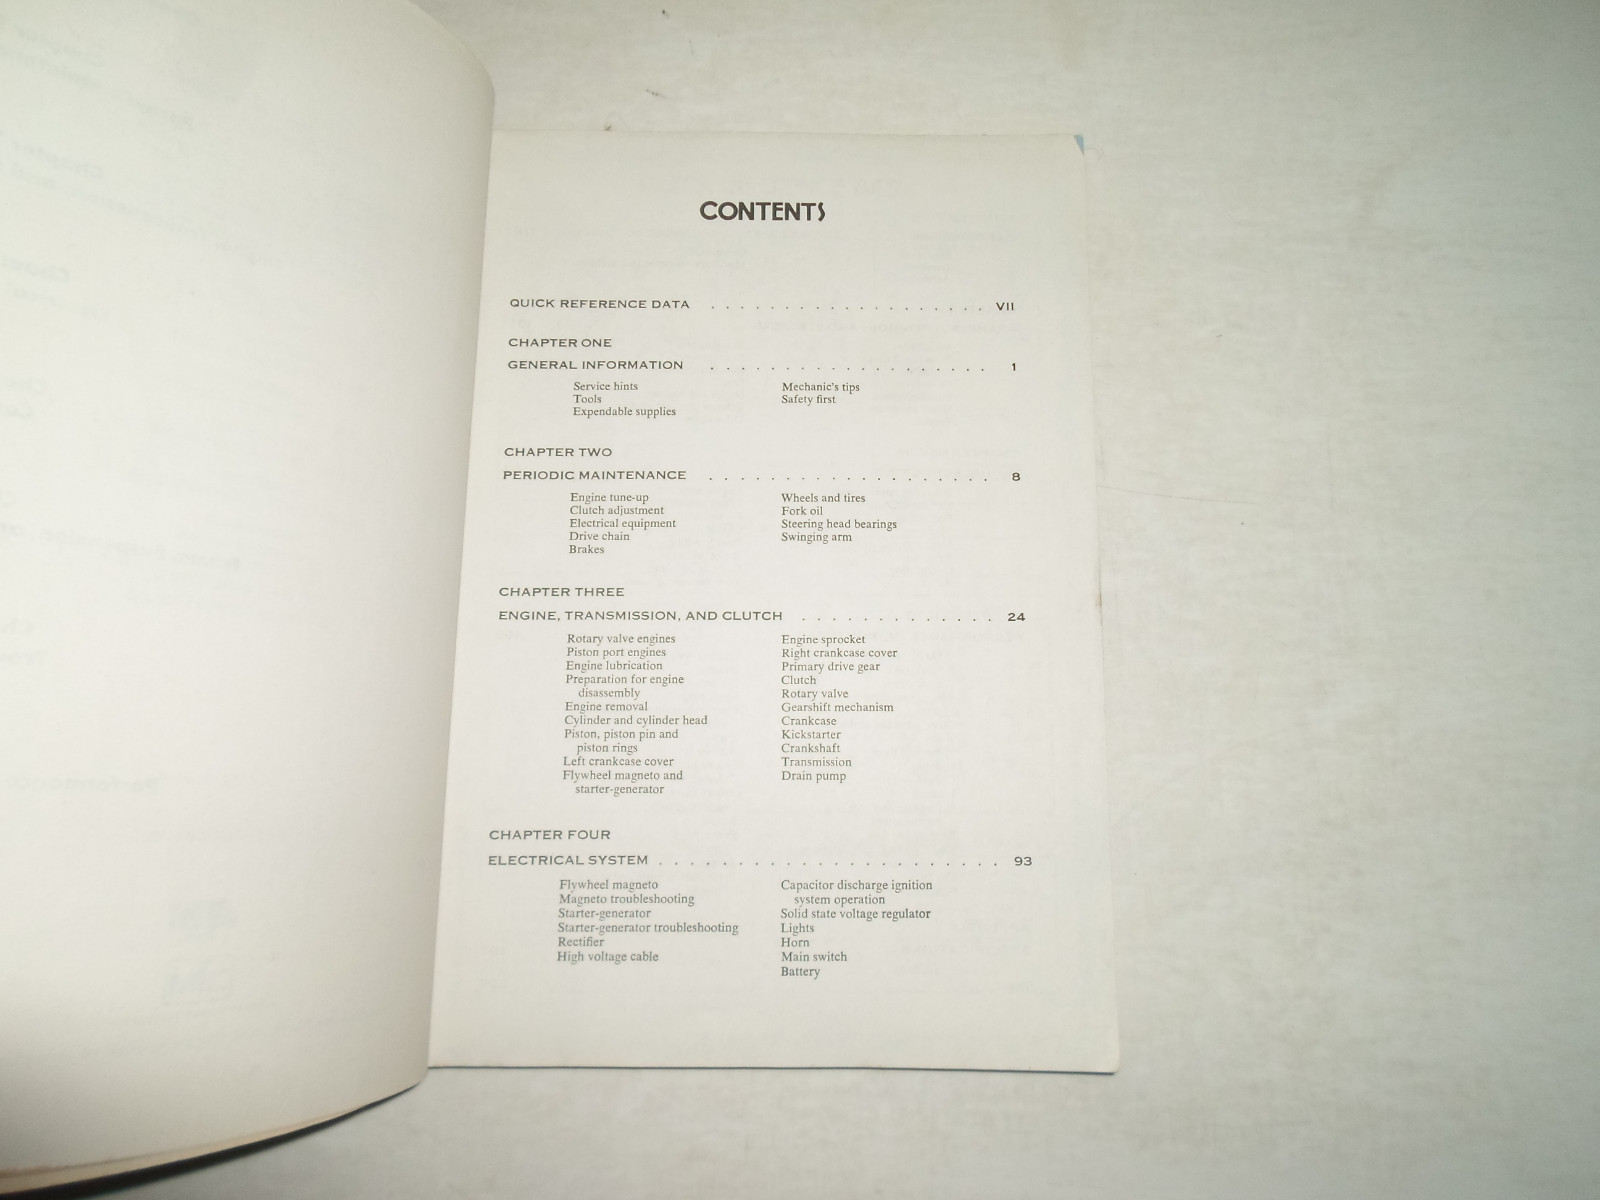 CONTENTS
QUICK REFERENCE DATA . . . . . . . . . . . . . . . . . . . VII
CHAPTER ONE
GENERAL INFORMATION . . . . . . . . . . . . . . . . . . . 1
Service hints
Tools
Expendable supplies
Mechanic's tips
Safety first
CHAPTER TWO
PERIODIC MAINTENANCE . . . . . . . . . . . . . . . . . . . 8
Engine tune-up
Clutch adjustment
Electrical equipment
Drive chain
Brakes
Wheels and tires
Fork oil
Steering head bearings
Swinging arm
CHAPTER THREE
ENGINE, TRANSMISSION, AND CLUTCH . . . . . . . . . . . . . 24
Rotary valve engines
Piston port engines
Engine lubrication
Preparation for engine
disassembly
Engine removal
Cylinder and cylinder head
Piston, piston pin and
piston rings
Left crankcase cover
Flywheel magneto and
starter-generator
Engine sprocket
Right crankcase cover
Primary drive gear
Clutch
Rotary valve
Gearshift mechanism
Crankcase
Kickstarter
Crankshaft
Transmission
Drain pump
CHAPTER FOUR
ELECTRICAL SYSTEM . . . . . . . . . . . . . . . . . . . . . . 93
Flywheel magneto
Magneto troubleshooting
Starter-generator
Starter-generator troubleshooting
Rectifier
High voltage cable
Capacitor discharge ignition
system operation
Solid state voltage regulator
Lights
Horn
Main switch
Battery